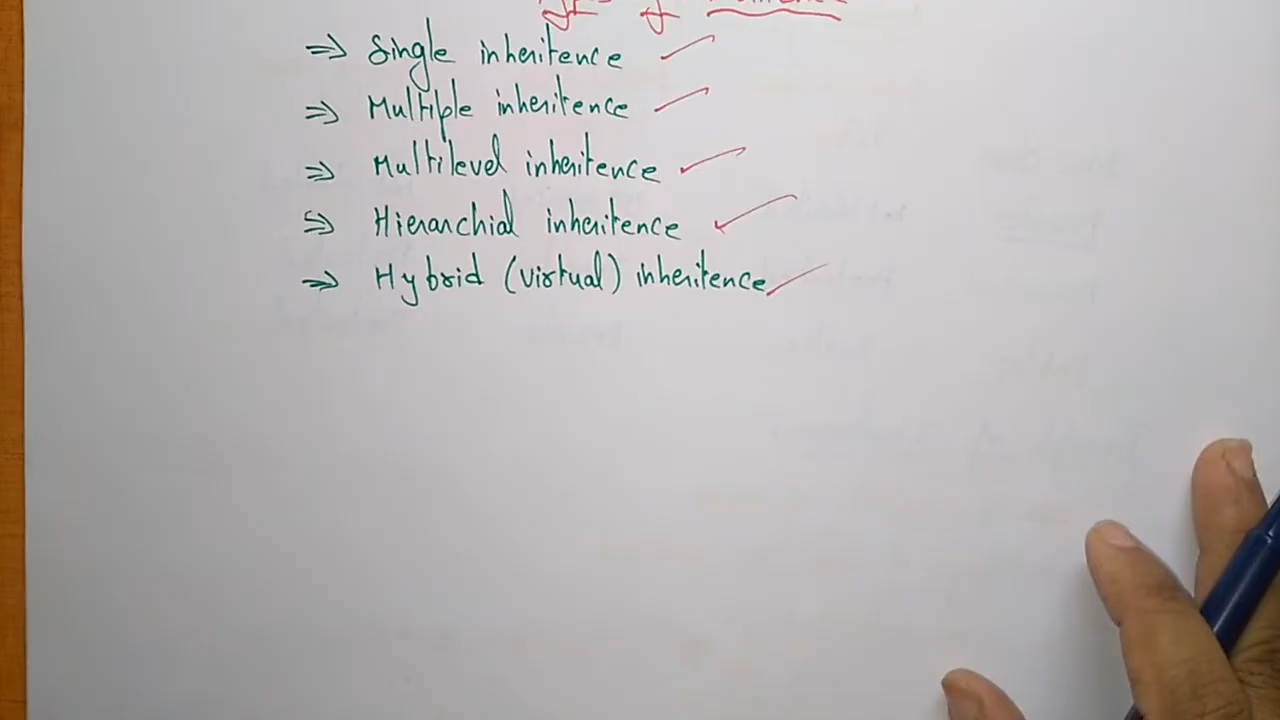 ⇒ Single inheritence ✓
⇒ Multiple inheritence ✓
⇒ Multilevel inheritence ✓
⇒ Hierarchial inheritence ✓
⇒ Hybrid (virtual) inheritence ✓